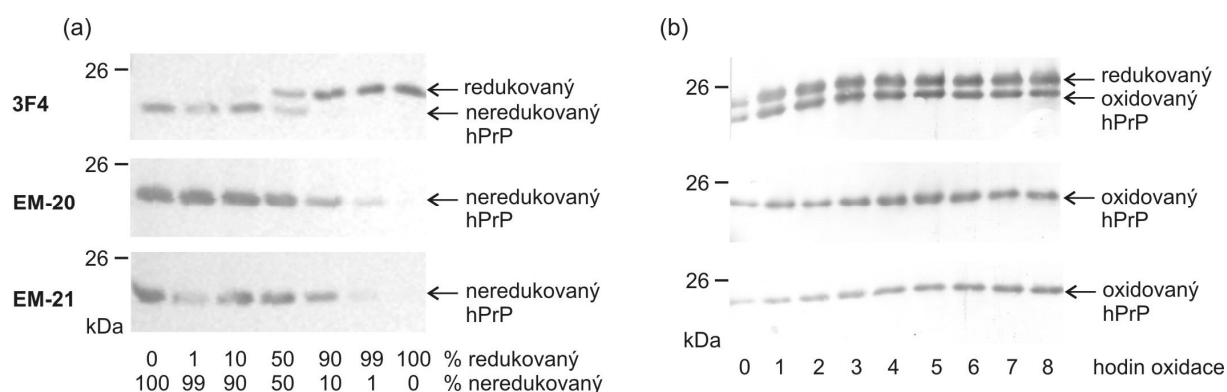 (a)
26
3F4
redukovaný
neredukovaný
hPrP
26
EM-20
neredukovaný
hPrP
26
EM-21
neredukovaný
hPrP
kDa
0 1 10 50 90 99 100 % redukovaný
100 99 90 50 10 1 0 % neredukovaný
(b)
26
redukovaný
oxidovaný
hPrP
26
oxidovaný
hPrP
26
oxidovaný
hPrP
kDa
0 1 2 3 4 5 6 7 8 hodin oxidace